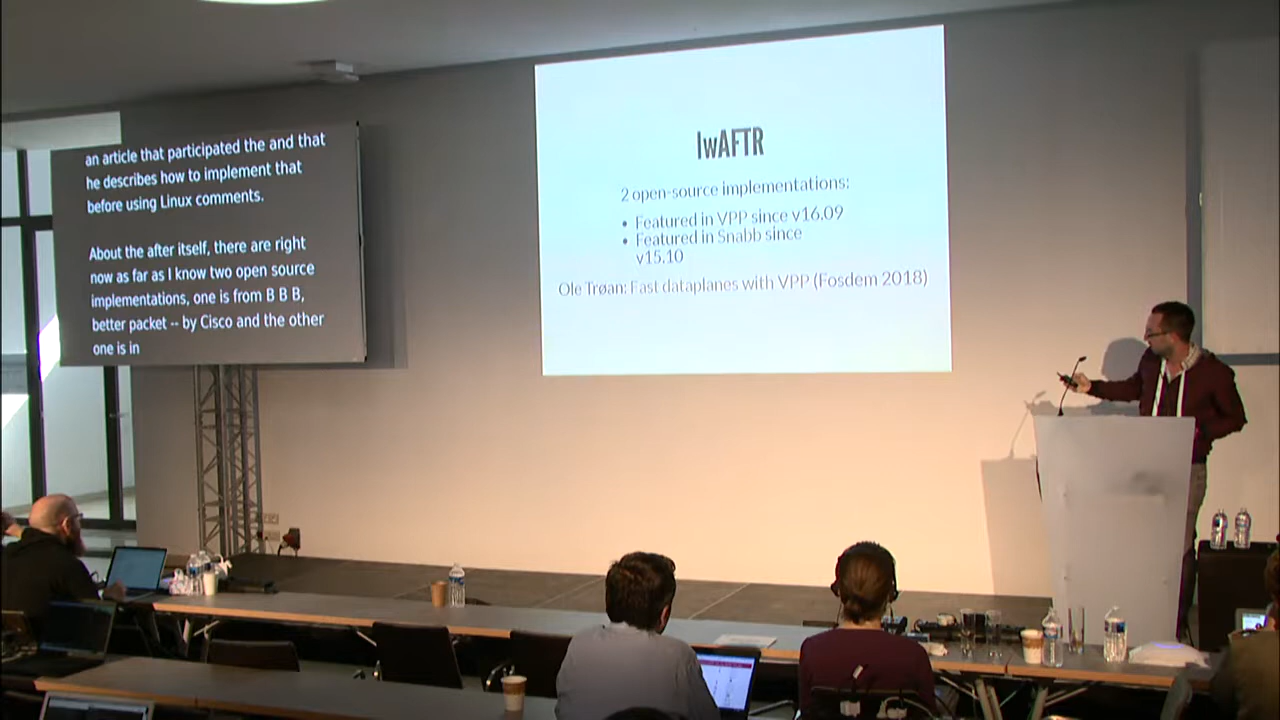 an article that participated the and that
he describes how to implement that
before using Linux comments.
About the after itself, there are right
now as far as I know two open source
implementations, one is from B B B,
better packet -- by Cisco and the other
one is in
lwAFTR
2 open-source implementations:
• Featured in VPP since v16.09
• Featured in Snabb since
v15.10
Ole Trøan: Fast dataplanes with VPP (Fosdem 2018)